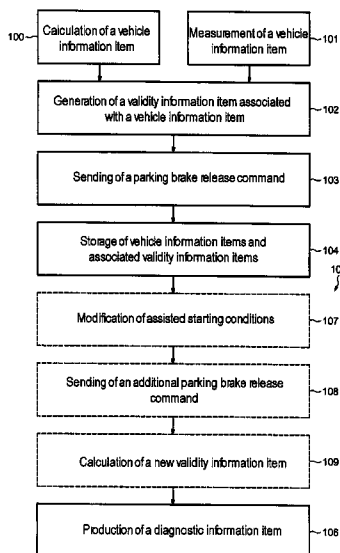 100
Calculation of a vehicle
information item
Measurement of a vehicle
information item
101
Generation of a validity information item associated
with a vehicle information item
102
Sending of a parking brake release command
103
Storage of vehicle information items and
associated validity information items
104
10
Modification of assisted starting conditions
107
Sending of an additional parking brake release
command
108
Calculation of a new validity information item
109
Production of a diagnostic information item
106